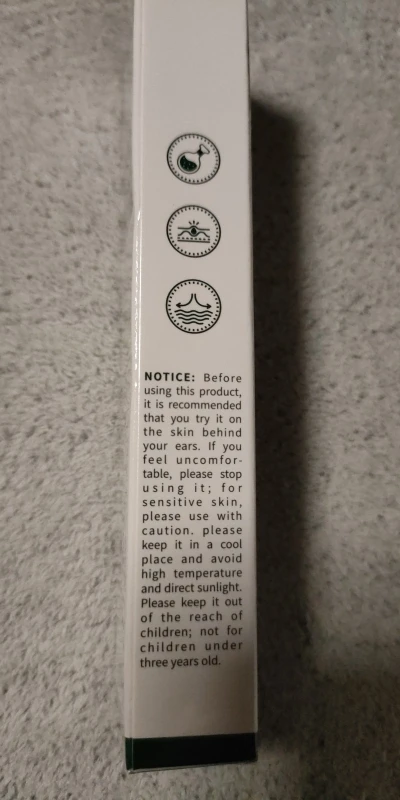 NOTICE: Before
using this product,
it is recommended
that you try it on
the skin behind
your ears. If you
feel uncomfor-
table, please stop
using it; for
sensitive skin,
please use with
caution. please
keep it in a cool
place and avoid
high temperature
and direct sunlight.
Please keep it out
of the reach of
children; not for
children under
three years old.